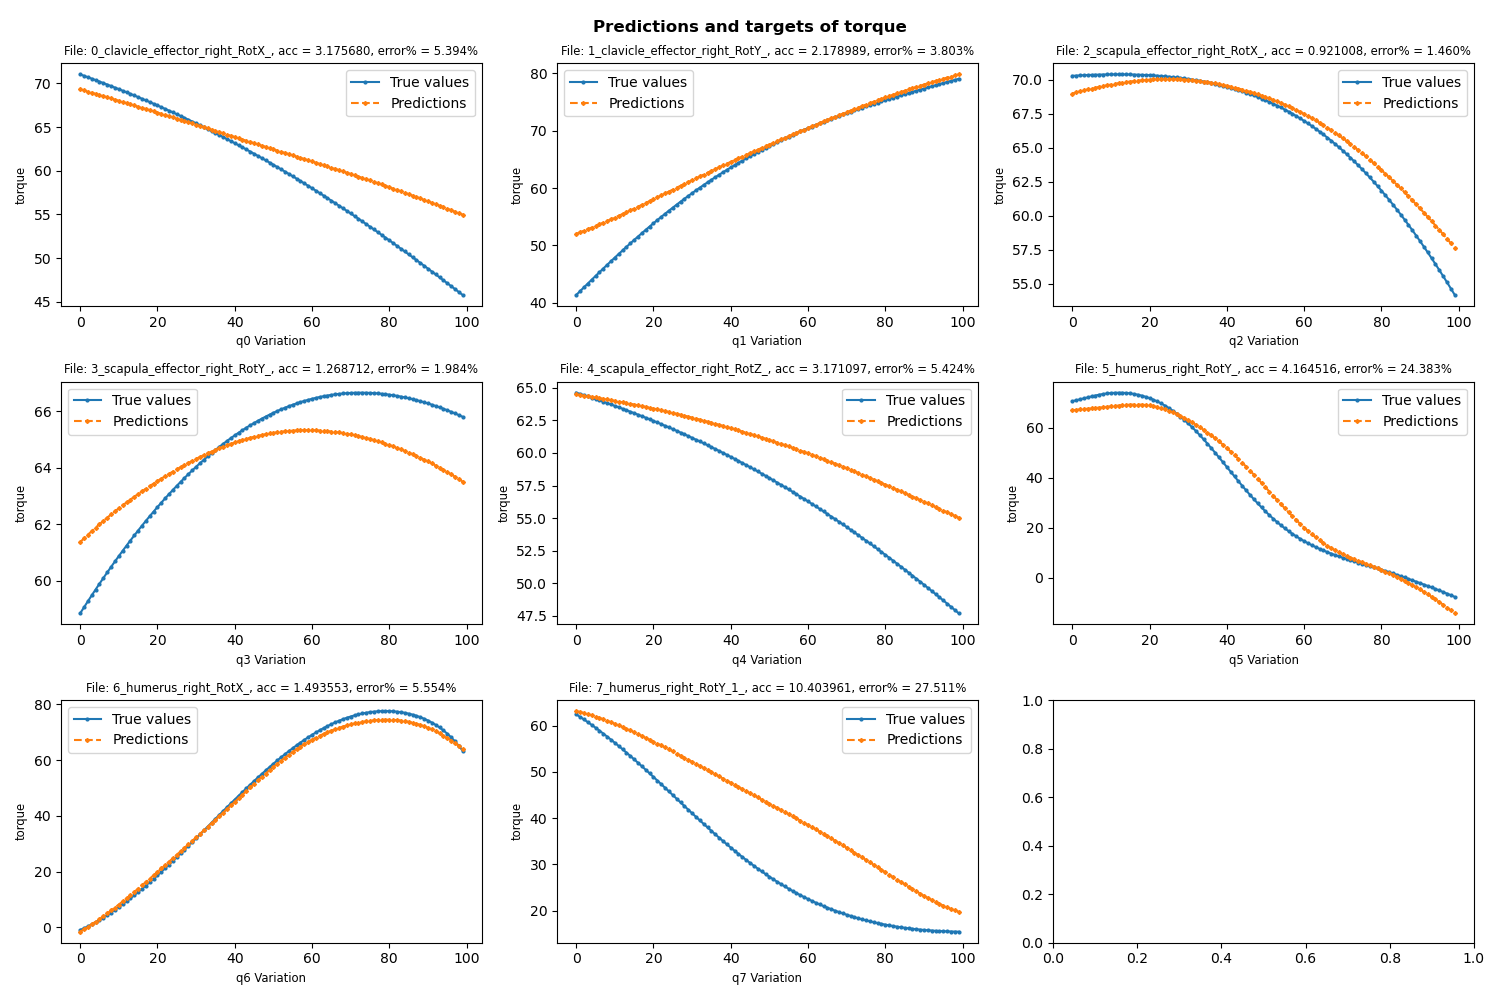 Predictions and targets of torque
File: 0_clavicle_effector_right_RotX_, acc = 3.175680, error% = 5.394%
True values
Predictions
torque
70
65
60
55
50
45
0 20 40 60 80 100
q0 Variation
File: 1_clavicle_effector_right_RotY_, acc = 2.178989, error% = 3.803%
True values
Predictions
torque
80
70
60
50
40
0 20 40 60 80 100
q1 Variation
File: 2_scapula_effector_right_RotX_, acc = 0.921008, error% = 1.460%
True values
Predictions
torque
70.0
67.5
65.0
62.5
60.0
57.5
55.0
0 20 40 60 80 100
q2 Variation
File: 3_scapula_effector_right_RotY_, acc = 1.268712, error% = 1.984%
True values
Predictions
torque
66
64
62
60
0 20 40 60 80 100
q3 Variation
File: 4_scapula_effector_right_RotZ_, acc = 3.171097, error% = 5.424%
True values
Predictions
torque
65.0
62.5
60.0
57.5
55.0
52.5
50.0
47.5
0 20 40 60 80 100
q4 Variation
File: 5_humerus_right_RotY_, acc = 4.164516, error% = 24.383%
True values
Predictions
torque
60
40
20
0
0 20 40 60 80 100
q5 Variation
File: 6_humerus_right_RotX_, acc = 1.493553, error% = 5.554%
True values
Predictions
torque
80
60
40
20
0
0 20 40 60 80 100
q6 Variation
File: 7_humerus_right_RotY_1_, acc = 10.403961, error% = 27.511%
True values
Predictions
torque
60
50
40
30
20
0 20 40 60 80 100
q7 Variation
1.0
0.8
0.6
0.4
0.2
0.0
0.0 0.2 0.4 0.6 0.8 1.0